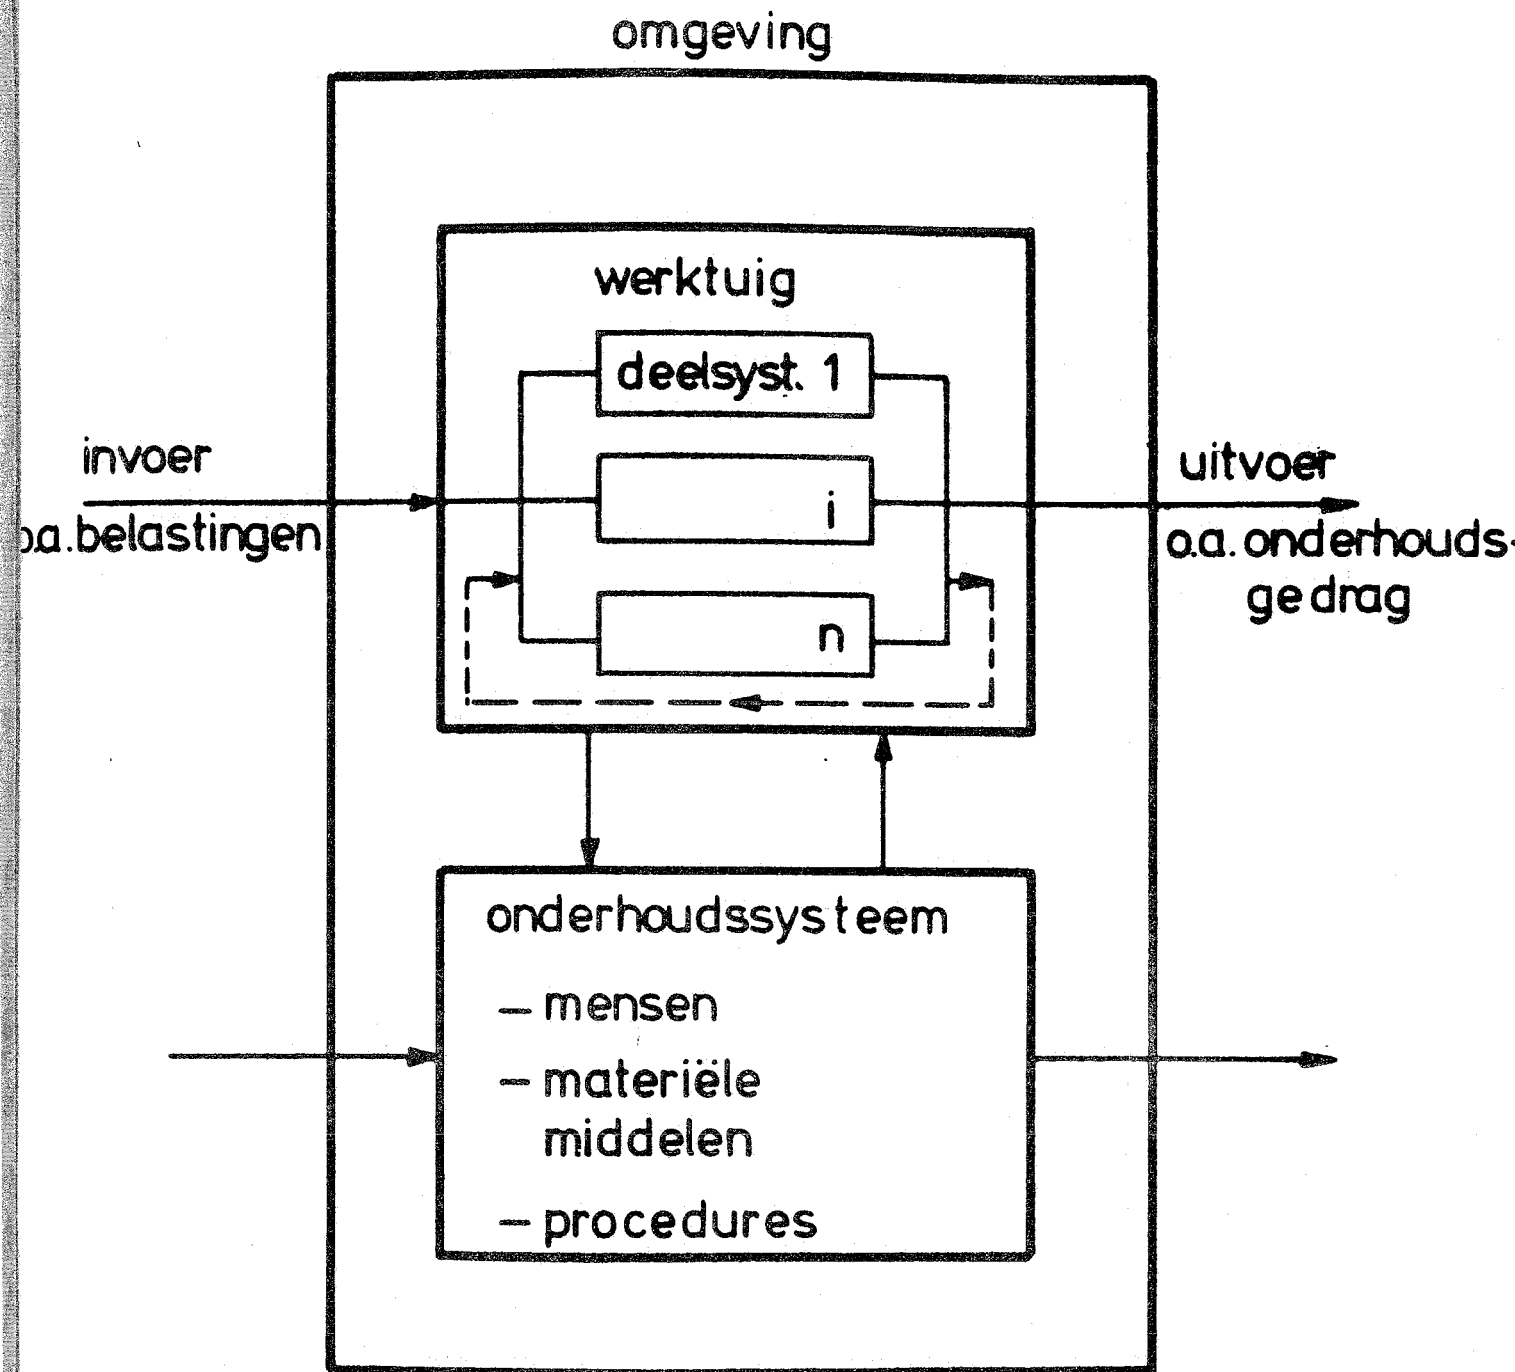 omgeving
werktuig
deelsyst. 1
invoer
o.a. belastingen
i
uitvoer
o.a. onderhouds-
gedrag
n
onderhoudssysteem
– mensen
– materiële
middelen
– procedures